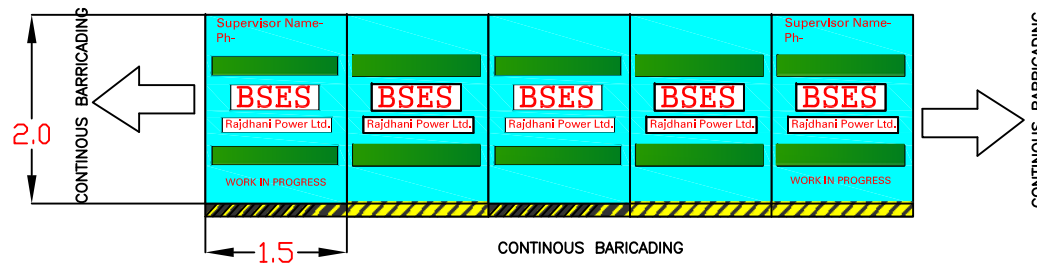 Supervisor Name-
Ph-
BSES
Rajdhani Power Ltd.
WORK IN PROGRESS
BSES
Rajdhani Power Ltd.
BSES
Rajdhani Power Ltd.
BSES
Rajdhani Power Ltd.
Supervisor Name-
Ph-
BSES
Rajdhani Power Ltd.
WORK IN PROGRESS
2.0
CONTINOUS BARRICADING
CONTINOUS BARICADING
1.5
CONTINOUS BARICADING